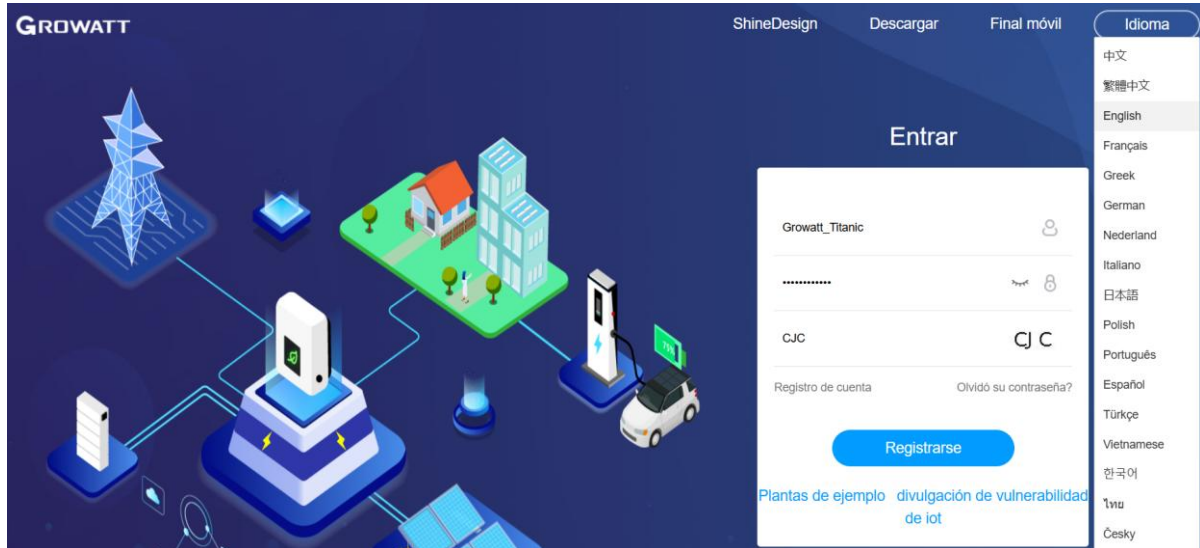 GROWATT
ShineDesign Descargar Final móvil Idioma
中文
繁體中文
English
Français
Greek
German
Nederland
Italiano
日本語
Polish
Português
Español
Türkçe
Vietnamese
한국어
ไทย
Česky
Entrar
Growatt_Titanic
••••••••••••
CJC CJ C
Registro de cuenta Olvidó su contraseña?
Registrarse
Plantas de ejemplo divulgación de vulnerabilidad
de iot
75%